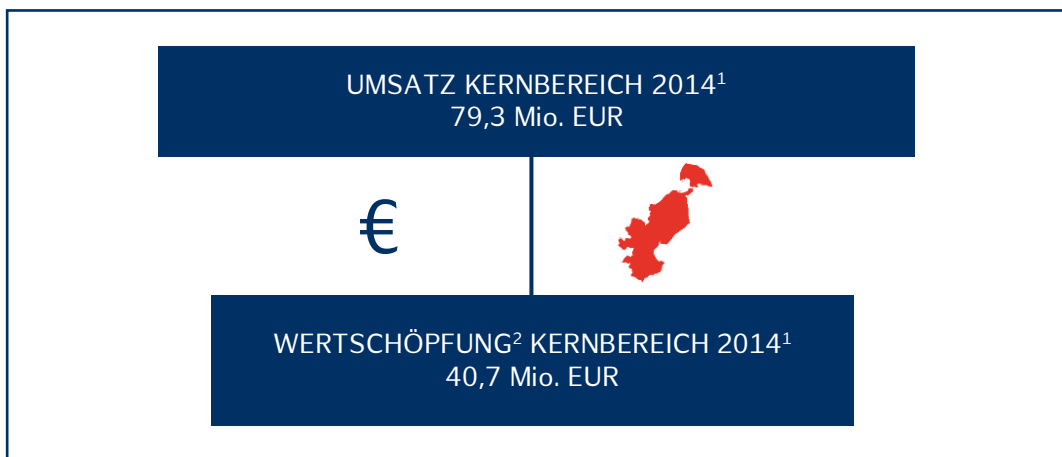 UMSATZ KERNBEREICH 2014¹
79,3 Mio. EUR
€
WERTSCHÖPFUNG² KERNBEREICH 2014¹
40,7 Mio. EUR